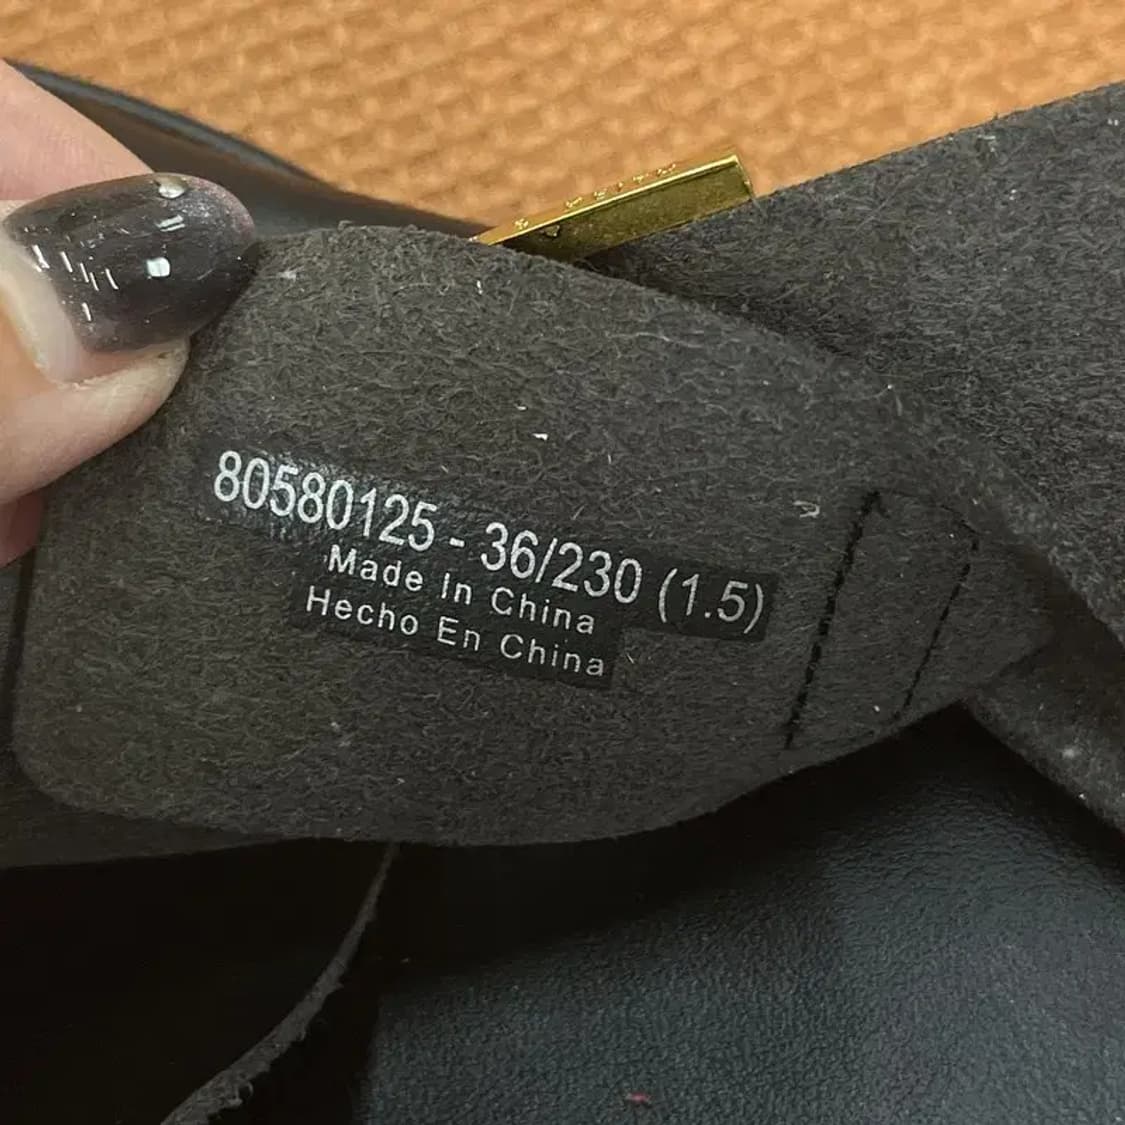 80580125 - 36/230 (1.5)
Made In China
Hecho En China